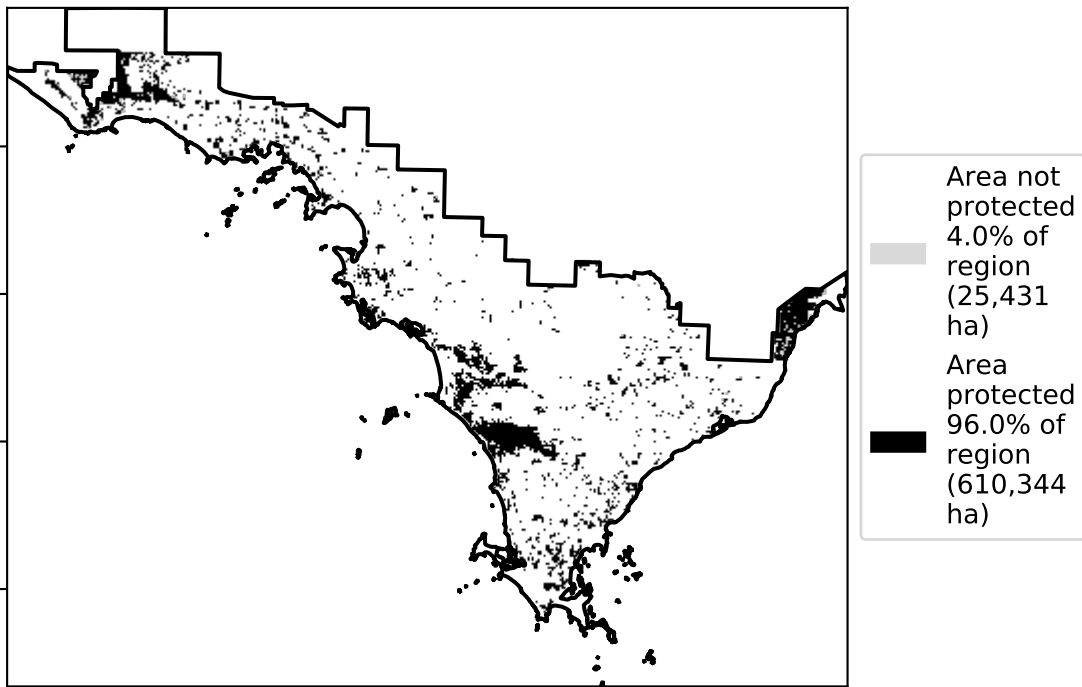 Area not
protected
4.0% of
region
(25,431
ha)
Area
protected
96.0% of
region
(610,344
ha)